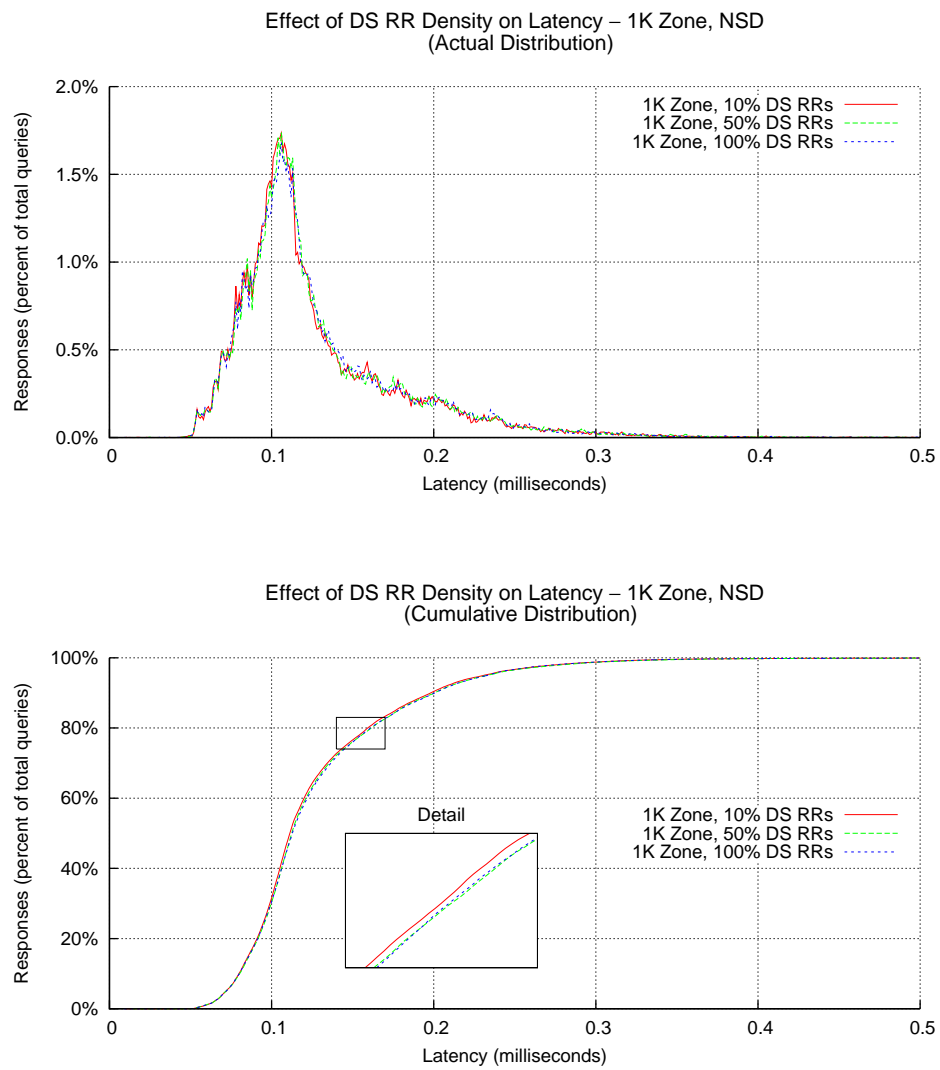 Effect of DS RR Density on Latency – 1K Zone, NSD
(Actual Distribution)
2.0%
1.5%
1.0%
0.5%
0.0%
Responses (percent of total queries)
1K Zone, 10% DS RRs
1K Zone, 50% DS RRs
1K Zone, 100% DS RRs
0 0.1 0.2 0.3 0.4 0.5
Latency (milliseconds)
Effect of DS RR Density on Latency – 1K Zone, NSD
(Cumulative Distribution)
100%
80%
60%
40%
20%
0%
Responses (percent of total queries)
Detail
1K Zone, 10% DS RRs
1K Zone, 50% DS RRs
1K Zone, 100% DS RRs
0 0.1 0.2 0.3 0.4 0.5
Latency (milliseconds)